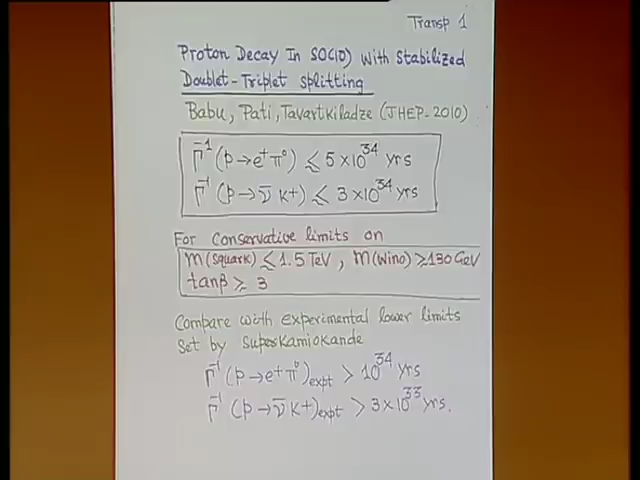 Transp 1
Proton Decay In SO(10) With Stabilized
Doublet-Triplet splitting
Babu, Pati, Tavartkiladze (JHEP-2010)
Γ⁻¹(p→e⁺π⁰) ≲ 5×10³⁴ yrs
Γ⁻¹(p→ν̄ K+) ≲ 3×10³⁴ yrs
For conservative limits on
m(squark) ≲ 1.5 TeV, m(Wino) ≳ 130 GeV
tanβ ≳ 3
Compare with experimental lower limits
set by SuperKamiokande
Γ⁻¹(p→e⁺π⁰)expt > 10³⁴ yrs
Γ⁻¹(p→ν̄ K+)expt > 3×10³³ yrs.